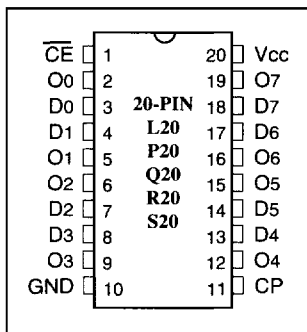 C̅E̅ 1 20 Vcc
O0 2 19 O7
D0 3 20-PIN 18 D7
D1 4 L20 17 D6
O1 5 P20 16 O6
O2 6 Q20 15 O5
D2 7 R20 14 D5
D3 8 S20 13 D4
O3 9 12 O4
GND 10 11 CP